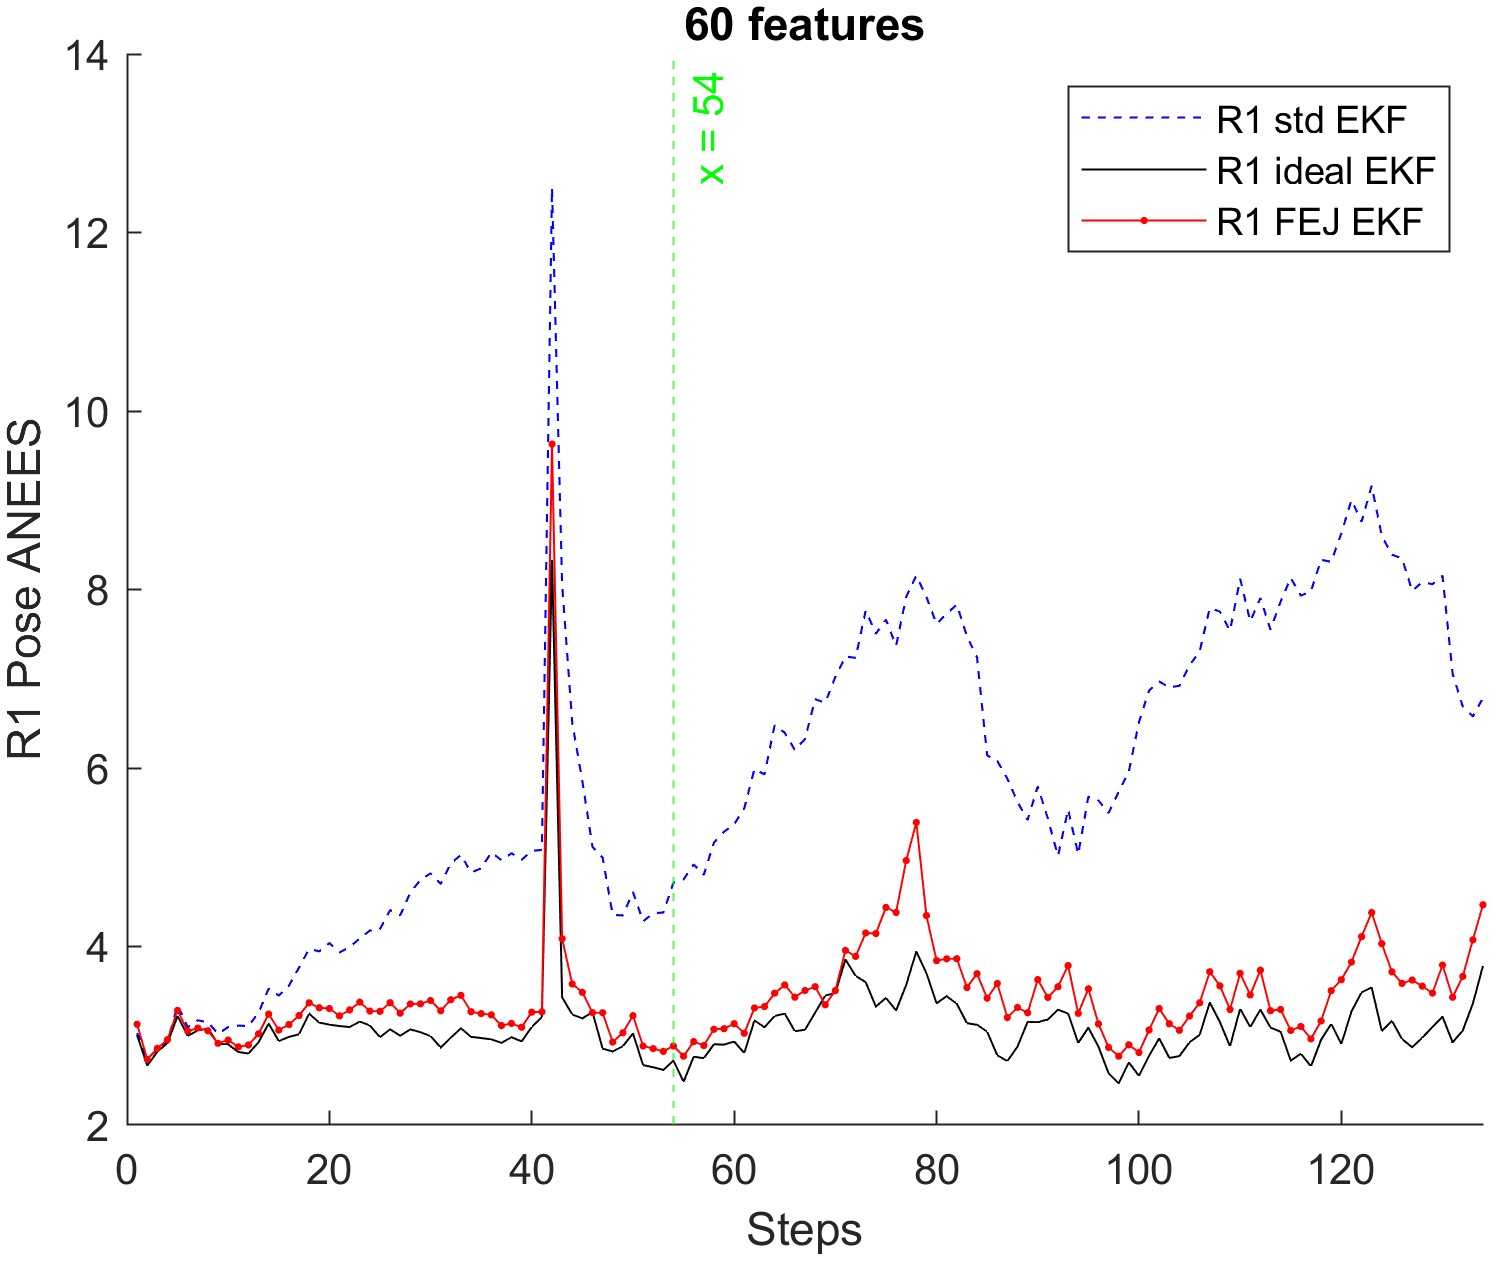 60 features
14
12
10
8
6
4
2
R1 Pose ANEES
x = 54
R1 std EKF
R1 ideal EKF
R1 FEJ EKF
0 20 40 60 80 100 120
Steps